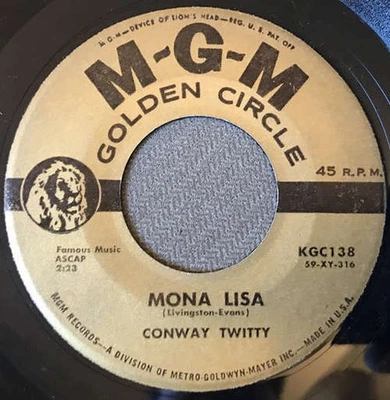 M-G-M—DEVICE OF LION'S HEAD—REG. U. S. PAT. OFF
M-G-M
GOLDEN CIRCLE
45 R.P.M.
Famous Music
ASCAP
2:23
KGC138
59-XY-316
MONA LISA
(Livingston-Evans)
CONWAY TWITTY
MGM RECORDS—A DIVISION OF METRO-GOLDWYN-MAYER INC.—MADE IN U.S.A.